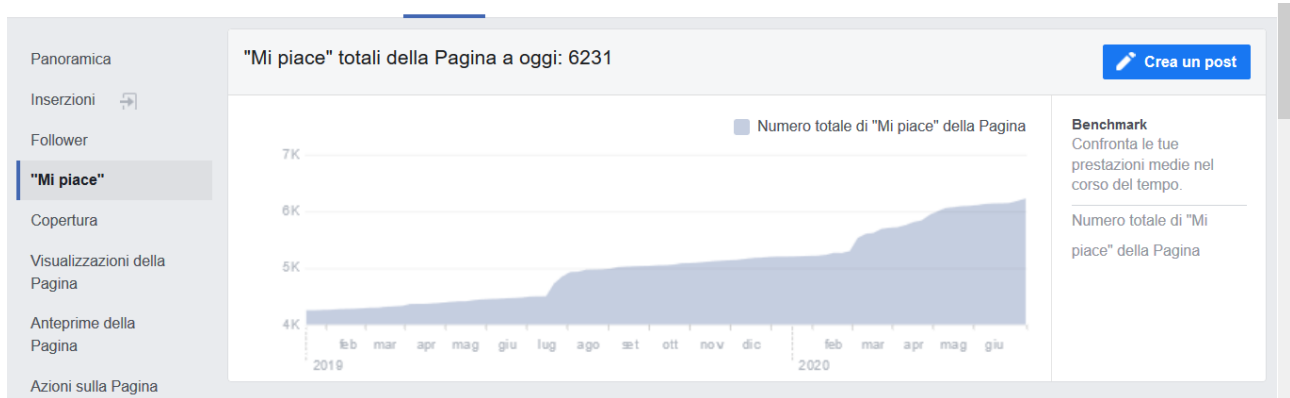 Panoramica
Inserzioni
Follower
"Mi piace"
Copertura
Visualizzazioni della
Pagina
Anteprime della
Pagina
Azioni sulla Pagina
"Mi piace" totali della Pagina a oggi: 6231
Crea un post
Numero totale di "Mi piace" della Pagina
7K
6K
5K
4K
feb mar apr mag giu lug ago set ott nov dic feb mar apr mag giu
2019 2020
Benchmark
Confronta le tue
prestazioni medie nel
corso del tempo.
Numero totale di "Mi
piace" della Pagina